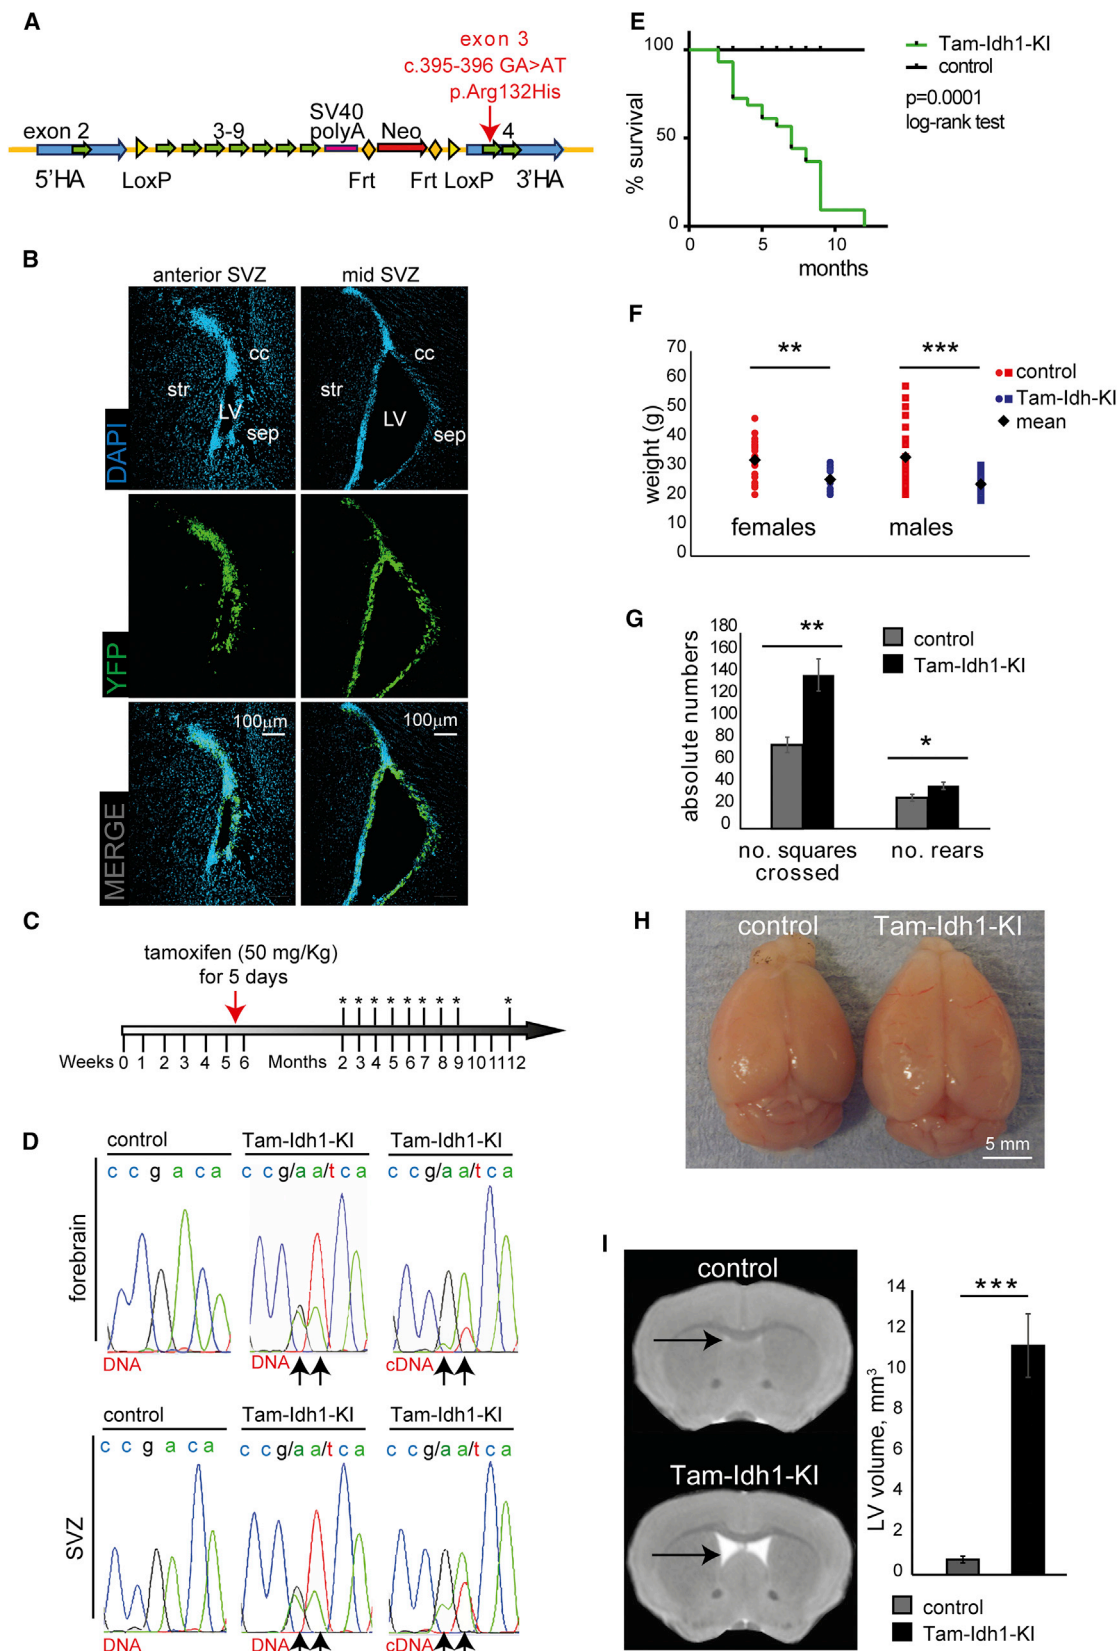 A
exon 3
c.395-396 GA>AT
p.Arg132His
exon 2
3-9
SV40
polyA
Neo
4
5'HA
LoxP
Frt
Frt
LoxP
3'HA
B
anterior SVZ
mid SVZ
DAPI
cc
str
LV
sep
cc
str
LV
sep
YFP
MERGE
100µm
100µm
C
tamoxifen (50 mg/Kg)
for 5 days
* * * * * * * * *
Weeks 0 1 2 3 4 5 6 Months 2 3 4 5 6 7 8 9 10 11 12
D
forebrain
control
Tam-Idh1-KI
Tam-Idh1-KI
c c g a c a
c c g/a a/t c a
c c g/a a/t c a
DNA
DNA
cDNA
SVZ
control
Tam-Idh1-KI
Tam-Idh1-KI
c c g a c a
c c g/a a/t c a
c c g/a a/t c a
DNA
DNA
cDNA
E
% survival
100
50
0
0 5 10
months
Tam-Idh1-KI
control
p=0.0001
log-rank test
F
weight (g)
70
60
50
40
30
20
10
0
**
***
females
males
control
Tam-Idh-KI
mean
G
absolute numbers
180
160
140
120
100
80
60
40
20
0
**
*
no. squares
crossed
no. rears
control
Tam-Idh1-KI
H
control
Tam-Idh1-KI
5 mm
I
control
Tam-Idh1-KI
LV volume, mm³
14
12
10
8
6
4
2
0
***
control
Tam-Idh1-KI